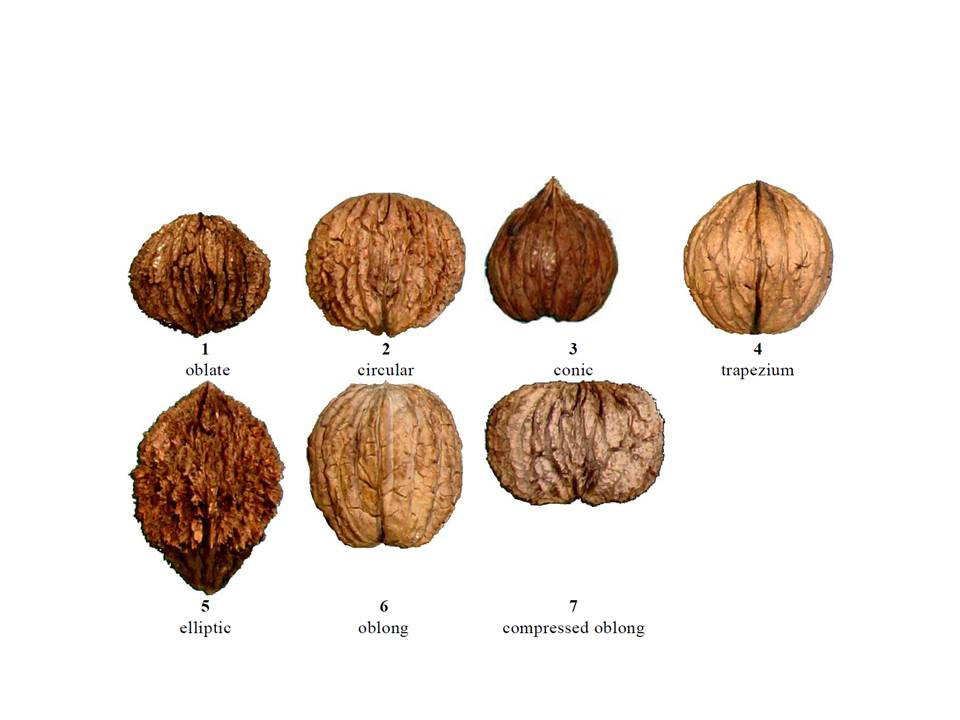 1 2 3 4
oblate circular conic trapezium
5 6 7
elliptic oblong compressed oblong